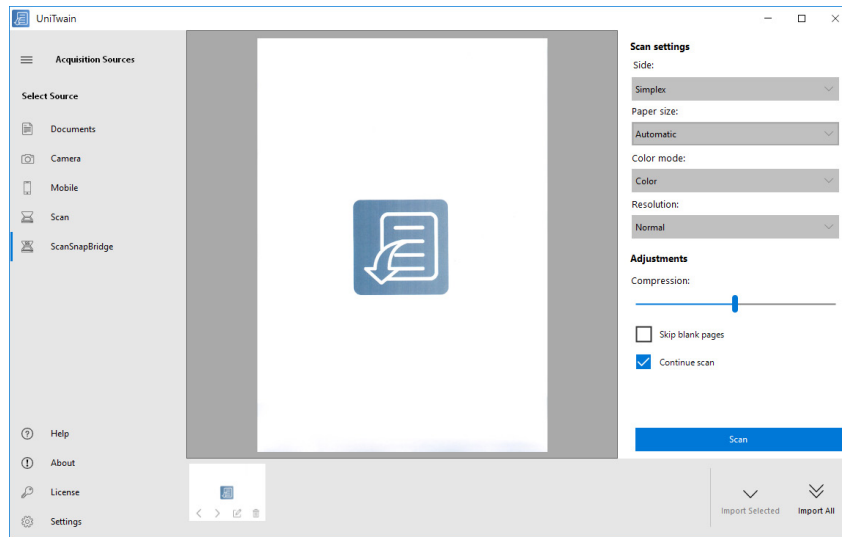 UniTwain
Acquisition Sources
Select Source
Documents
Camera
Mobile
Scan
ScanSnapBridge
Help
About
License
Settings
Scan settings
Side:
Simplex
Paper size:
Automatic
Color mode:
Color
Resolution:
Normal
Adjustments
Compression:
Skip blank pages
Continue scan
Scan
Import Selected
Import All